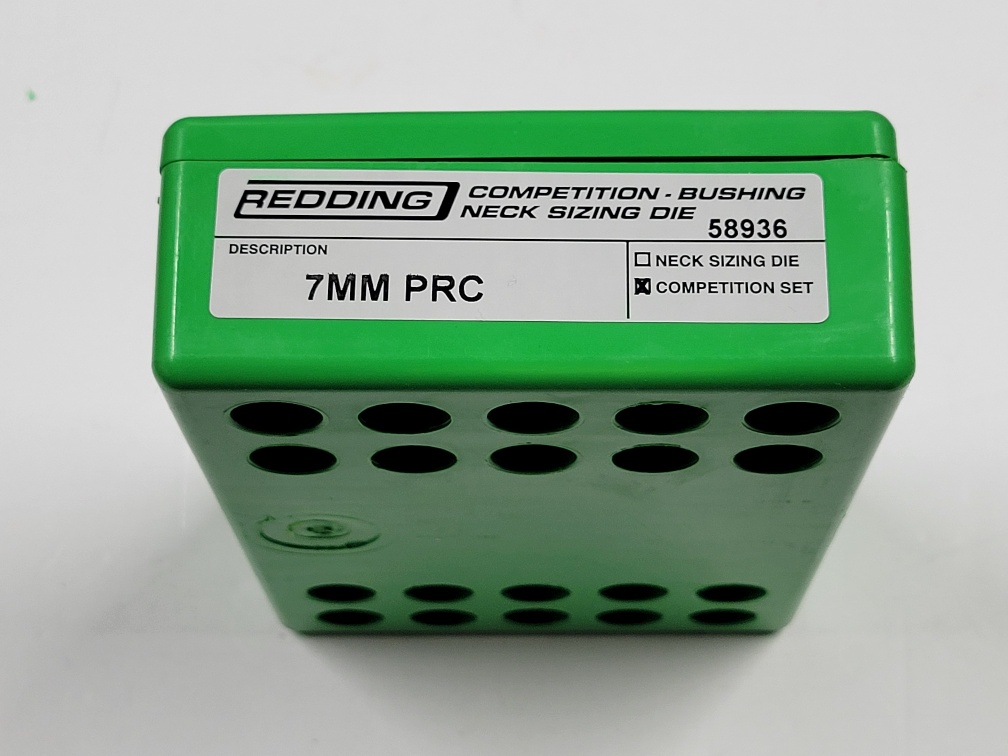 REDDING COMPETITION - BUSHING
NECK SIZING DIE
58936
DESCRIPTION
7MM PRC
NECK SIZING DIE
COMPETITION SET